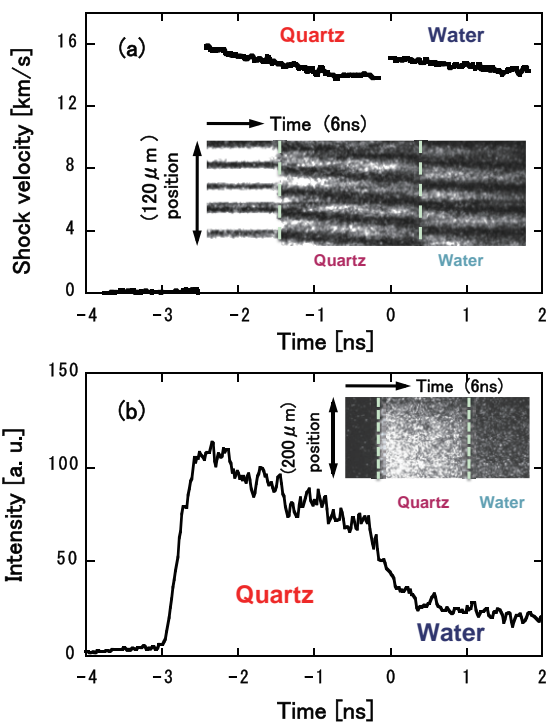 (a)
Quartz
Water
16
12
8
4
0
Shock velocity [km/s]
Time (6ns)
(120μm)
position
Quartz
Water
−4
−3
−2
−1
0
1
2
Time [ns]
(b)
150
100
50
0
Intensity [a. u.]
Time (6ns)
(200μm)
position
Quartz
Water
Quartz
Water
−4
−3
−2
−1
0
1
2
Time [ns]